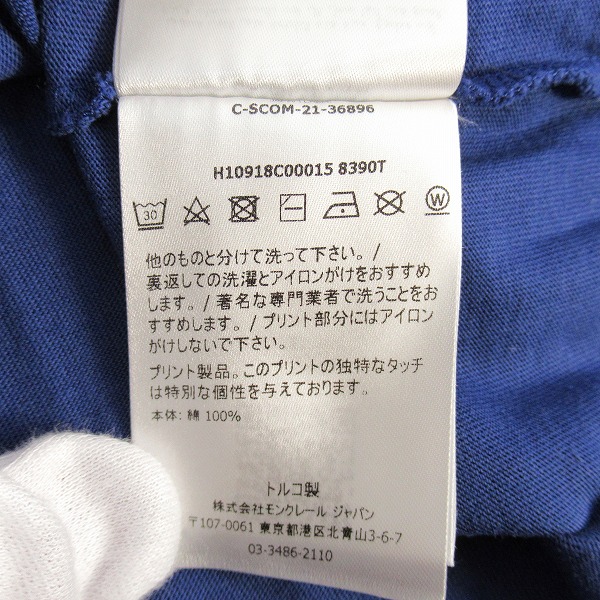 C-SCOM-21-36896
H10918C00015 8390T
30
W
他のものと分けて洗って下さい。/
裏返しての洗濯とアイロンがけをおすすめ
します。/ 著名な専門業者で洗うことをお
すすめします。/ プリント部分にはアイロン
がけしないで下さい。
プリント製品。このプリントの独特なタッチ
は特別な個性を与えております。
本体: 綿 100%
トルコ製
株式会社モンクレール ジャパン
〒107-0061 東京都港区北青山3-6-7
03-3486-2110